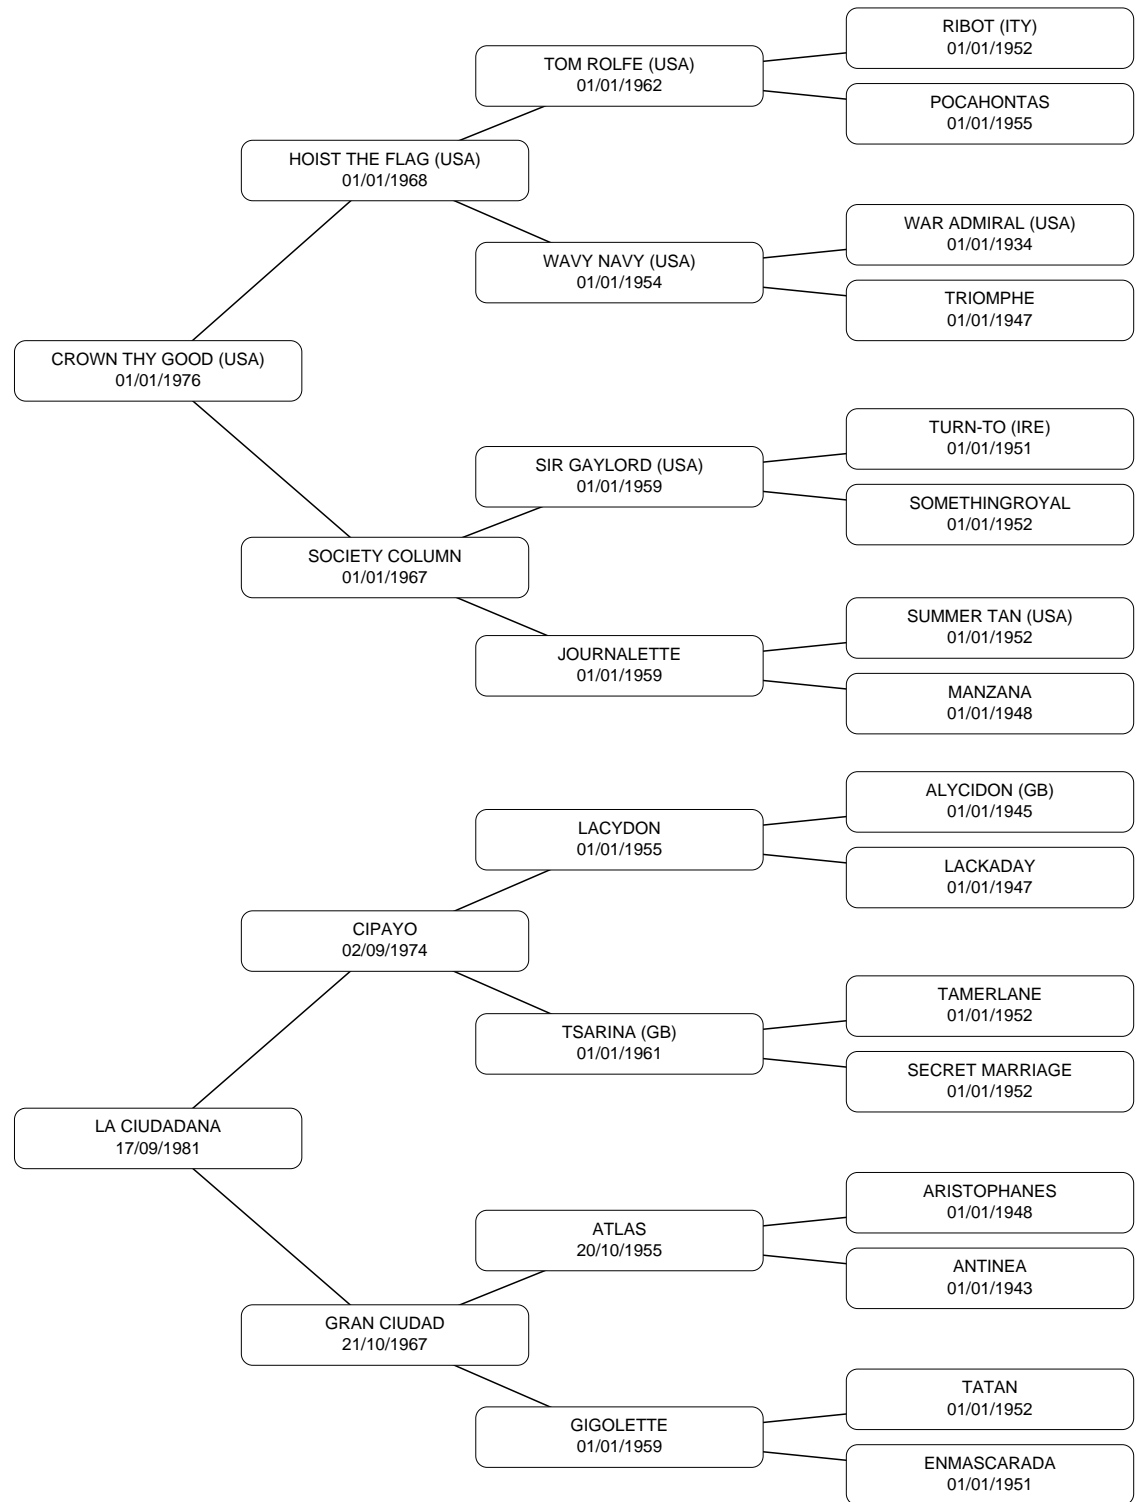 RIBOT (ITY)
01/01/1952
TOM ROLFE (USA)
01/01/1962
POCAHONTAS
01/01/1955
HOIST THE FLAG (USA)
01/01/1968
WAR ADMIRAL (USA)
01/01/1934
WAVY NAVY (USA)
01/01/1954
TRIOMPHE
01/01/1947
CROWN THY GOOD (USA)
01/01/1976
TURN-TO (IRE)
01/01/1951
SIR GAYLORD (USA)
01/01/1959
SOMETHINGROYAL
01/01/1952
SOCIETY COLUMN
01/01/1967
SUMMER TAN (USA)
01/01/1952
JOURNALETTE
01/01/1959
MANZANA
01/01/1948
ALYCIDON (GB)
01/01/1945
LACYDON
01/01/1955
LACKADAY
01/01/1947
CIPAYO
02/09/1974
TAMERLANE
01/01/1952
TSARINA (GB)
01/01/1961
SECRET MARRIAGE
01/01/1952
LA CIUDADANA
17/09/1981
ARISTOPHANES
01/01/1948
ATLAS
20/10/1955
ANTINEA
01/01/1943
GRAN CIUDAD
21/10/1967
TATAN
01/01/1952
GIGOLETTE
01/01/1959
ENMASCARADA
01/01/1951